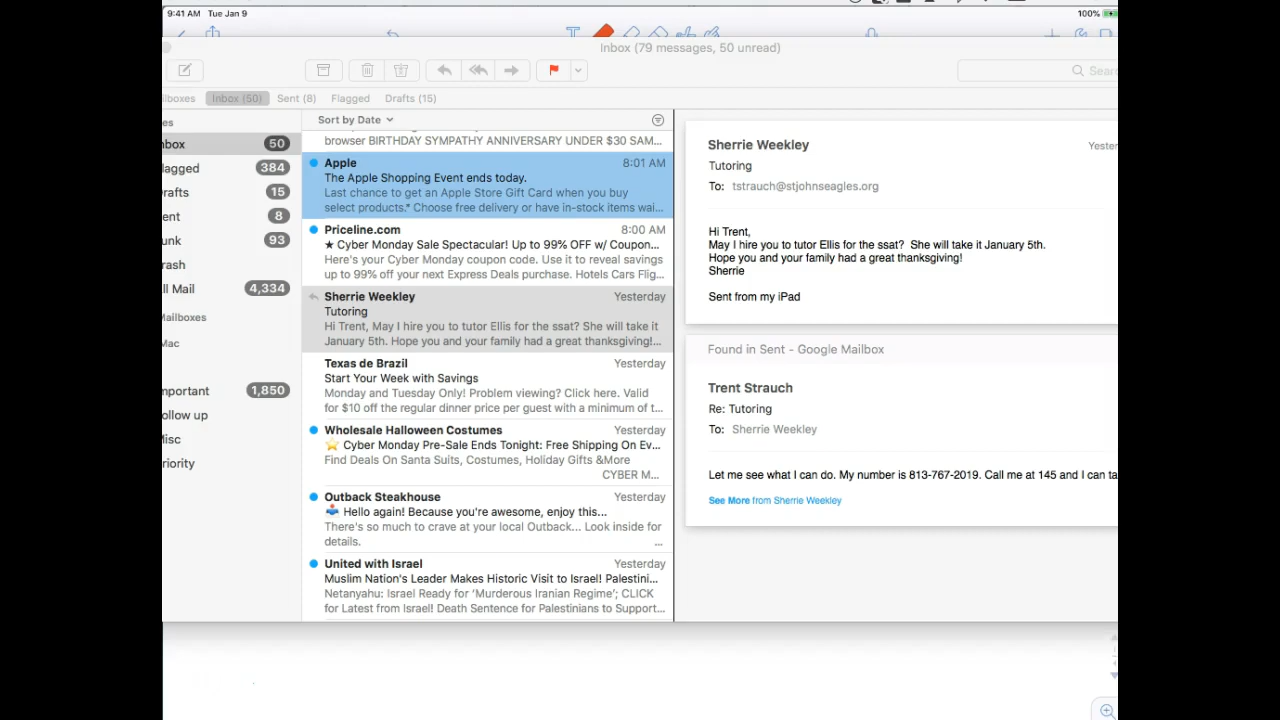 9:41 AM Tue Jan 9
100%
Inbox (79 messages, 50 unread)
Sear
ilboxes
Inbox (50)
Sent (8)
Flagged
Drafts (15)
es
Sort by Date
nbox 50
lagged 384
rafts 15
ent 8
unk 93
rash
ll Mail 4,334
Mailboxes
Mac
mportant 1,850
ollow up
isc
riority
browser BIRTHDAY SYMPATHY ANNIVERSARY UNDER $30 SAM...
Apple 8:01 AM
The Apple Shopping Event ends today.
Last chance to get an Apple Store Gift Card when you buy
select products.* Choose free delivery or have in-stock items wai...
Priceline.com 8:00 AM
★ Cyber Monday Sale Spectacular! Up to 99% OFF w/ Coupon...
Here's your Cyber Monday coupon code. Use it to reveal savings
up to 99% off your next Express Deals purchase. Hotels Cars Flig...
Sherrie Weekley Yesterday
Tutoring
Hi Trent, May I hire you to tutor Ellis for the ssat? She will take it
January 5th. Hope you and your family had a great thanksgiving!...
Texas de Brazil Yesterday
Start Your Week with Savings
Monday and Tuesday Only! Problem viewing? Click here. Valid
for $10 off the regular dinner price per guest with a minimum of t...
Wholesale Halloween Costumes Yesterday
⭐ Cyber Monday Pre-Sale Ends Tonight: Free Shipping On Ev...
Find Deals On Santa Suits, Costumes, Holiday Gifts &More
CYBER M...
Outback Steakhouse Yesterday
Hello again! Because you're awesome, enjoy this...
There's so much to crave at your local Outback... Look inside for
details. ...
United with Israel Yesterday
Muslim Nation's Leader Makes Historic Visit to Israel! Palestini...
Netanyahu: Israel Ready for 'Murderous Iranian Regime'; CLICK
for Latest from Israel! Death Sentence for Palestinians to Support...
Sherrie Weekley Yester
Tutoring
To: tstrauch@stjohnseagles.org
Hi Trent,
May I hire you to tutor Ellis for the ssat? She will take it January 5th.
Hope you and your family had a great thanksgiving!
Sherrie
Sent from my iPad
Found in Sent - Google Mailbox
Trent Strauch
Re: Tutoring
To: Sherrie Weekley
Let me see what I can do. My number is 813-767-2019. Call me at 145 and I can ta
See More from Sherrie Weekley